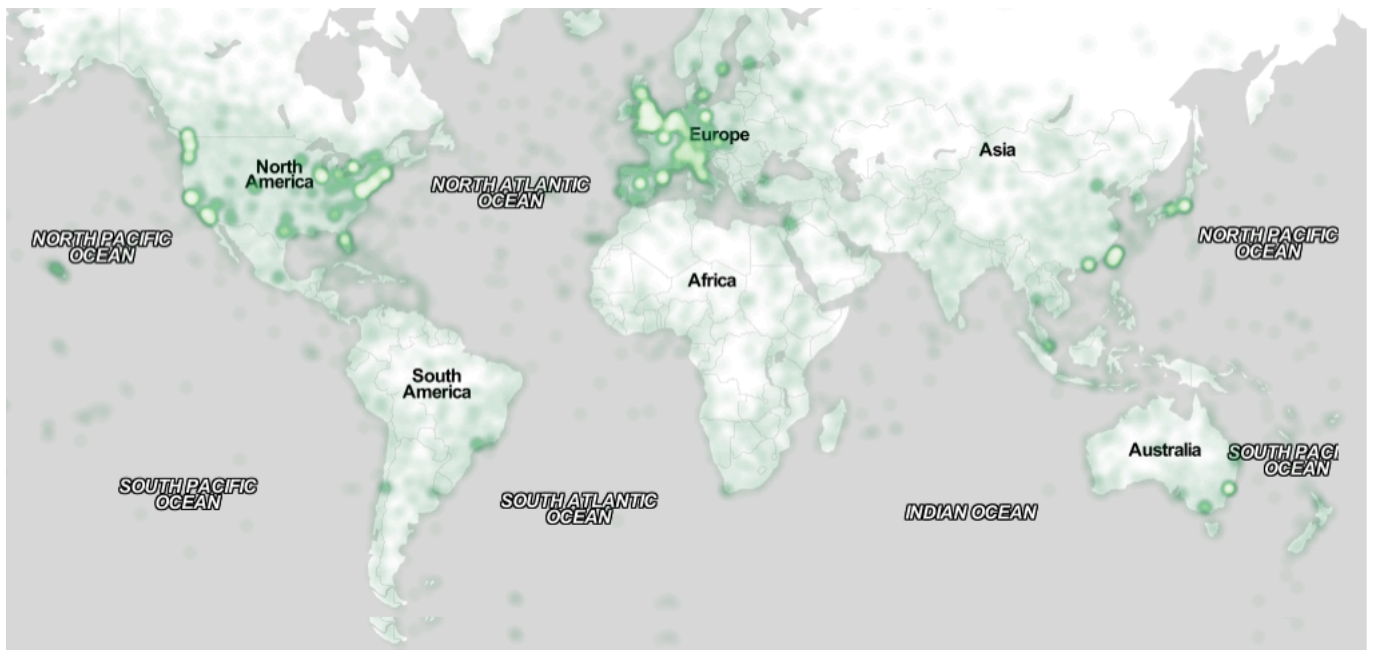 Europe
Asia
North
America
NORTH ATLANTIC
OCEAN
NORTH PACIFIC
OCEAN
NORTH PACIFIC
OCEAN
Africa
South
America
Australia
SOUTH PACI
OCEAN
SOUTH PACIFIC
OCEAN
SOUTH ATLANTIC
OCEAN
INDIAN OCEAN